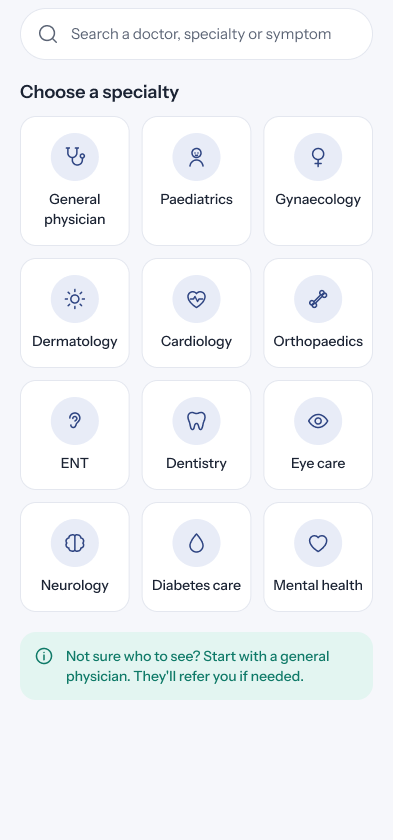 Search a doctor, specialty or symptom
Choose a specialty
General
physician
Paediatrics
Gynaecology
Dermatology
Cardiology
Orthopaedics
ENT
Dentistry
Eye care
Neurology
Diabetes care
Mental health
Not sure who to see? Start with a general
physician. They'll refer you if needed.